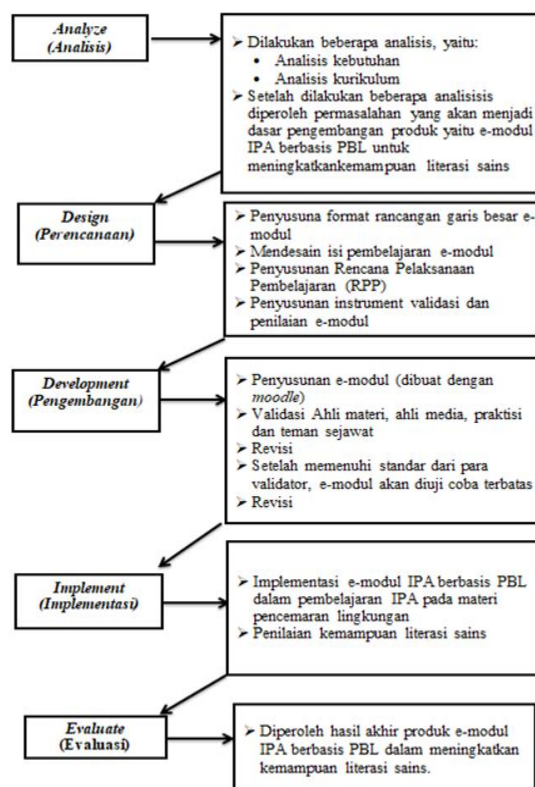 Analyze
(Analisis)
➢ Dilakukan beberapa analisis, yaitu:
• Analisis kebutuhan
• Analisis kurikulum
➢ Setelah dilakukan beberapa analisisis
diperoleh permasalahan yang akan menjadi
dasar pengembangan produk yaitu e-modul
IPA berbasis PBL untuk
meningkatkankemampuan literasi sains
Design
(Perencanaan)
➢ Penyusuna format rancangan garis besar e-
modul
➢ Mendesain isi pembelajaran e-modul
➢ Penyusunan Rencana Pelaksanaan
Pembelajaran (RPP)
➢ Penyusunan instrument validasi dan
penilaian e-modul
Development
(Pengembangan)
➢ Penyusunan e-modul (dibuat dengan
moodle)
➢ Validasi Ahli materi, ahli media, praktisi
dan teman sejawat
➢ Revisi
➢ Setelah memenuhi standar dari para
validator, e-modul akan diuji coba terbatas
➢ Revisi
Implement
(Implementasi)
➢ Implementasi e-modul IPA berbasis PBL
dalam pembelajaran IPA pada materi
pencemaran lingkungan
➢ Penilaian kemampuan literasi sains
Evaluate
(Evaluasi)
➢ Diperoleh hasil akhir produk e-modul
IPA berbasis PBL dalam meningkatkan
kemampuan literasi sains.